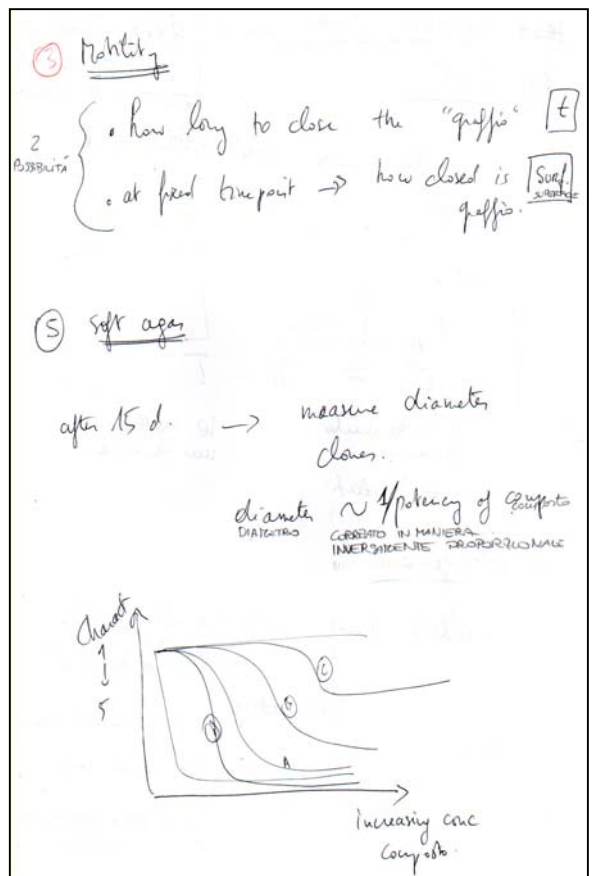 ③ Motility
2 POSSIBILITÁ
• how long to close the "graffio" t
• at fixed timepoint → how closed is graffio. Surf. SUPERFICIE
⑤ soft agar
after 15 d. → measure diameter
clones.
diameter ~ 1/potency of composto
DIAMETRO CORRELATO IN MANIERA
INVERSAMENTE PROPORZIONALE
Charact
1
5
C
A
increasing conc
composto.